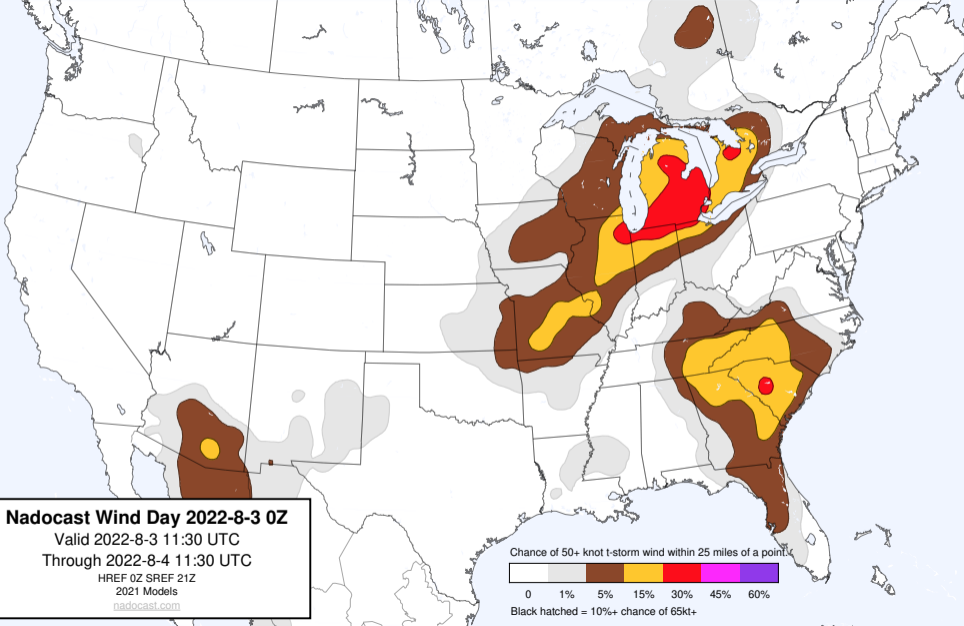 Nadocast Wind Day 2022-8-3 0Z
Valid 2022-8-3 11:30 UTC
Through 2022-8-4 11:30 UTC
HREF 0Z SREF 21Z
2021 Models
nadocast.com
Chance of 50+ knot t-storm wind within 25 miles of a point.
0 1% 5% 15% 30% 45% 60%
Black hatched = 10%+ chance of 65kt+